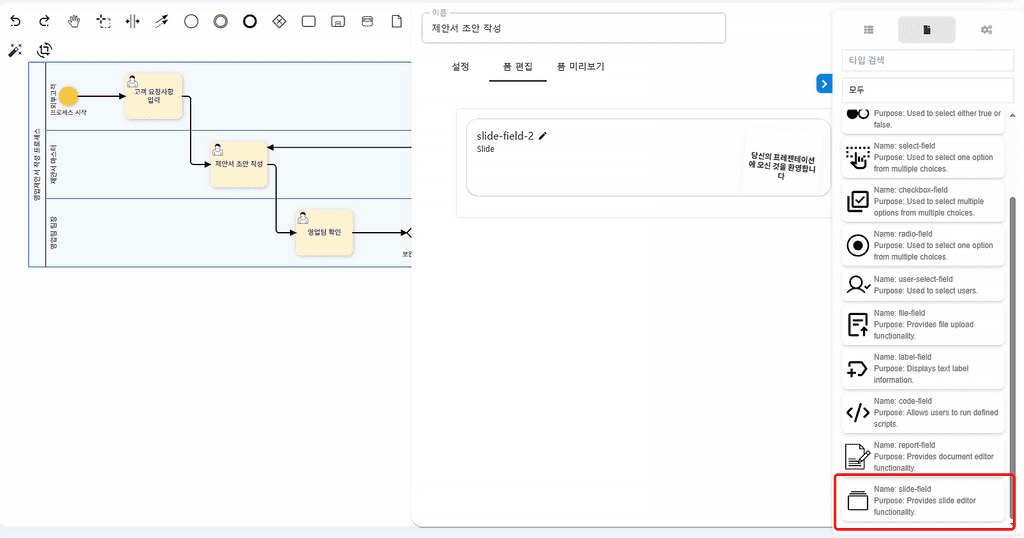 이름
제안서 초안 작성
설정
폼 편집
폼 미리보기
영업제안서 작성 프로세스
외부고객
프로세스 시작
고객 요청사항
입력
제안서 마스터
제안서 초안 작성
영업팀 팀장
영업팀 확인
보완
slide-field-2
Slide
당신의 프레젠테이션
에 오신 것을 환영합니
다
타입 검색
모두
Purpose: Used to select either true or
false.
Name: select-field
Purpose: Used to select one option
from multiple choices.
Name: checkbox-field
Purpose: Used to select multiple
options from multiple choices.
Name: radio-field
Purpose: Used to select one option
from multiple choices.
Name: user-select-field
Purpose: Used to select users.
Name: file-field
Purpose: Provides file upload
functionality.
Name: label-field
Purpose: Displays text label
information.
Name: code-field
Purpose: Allows users to run defined
scripts.
Name: report-field
Purpose: Provides document editor
functionality.
Name: slide-field
Purpose: Provides slide editor
functionality.